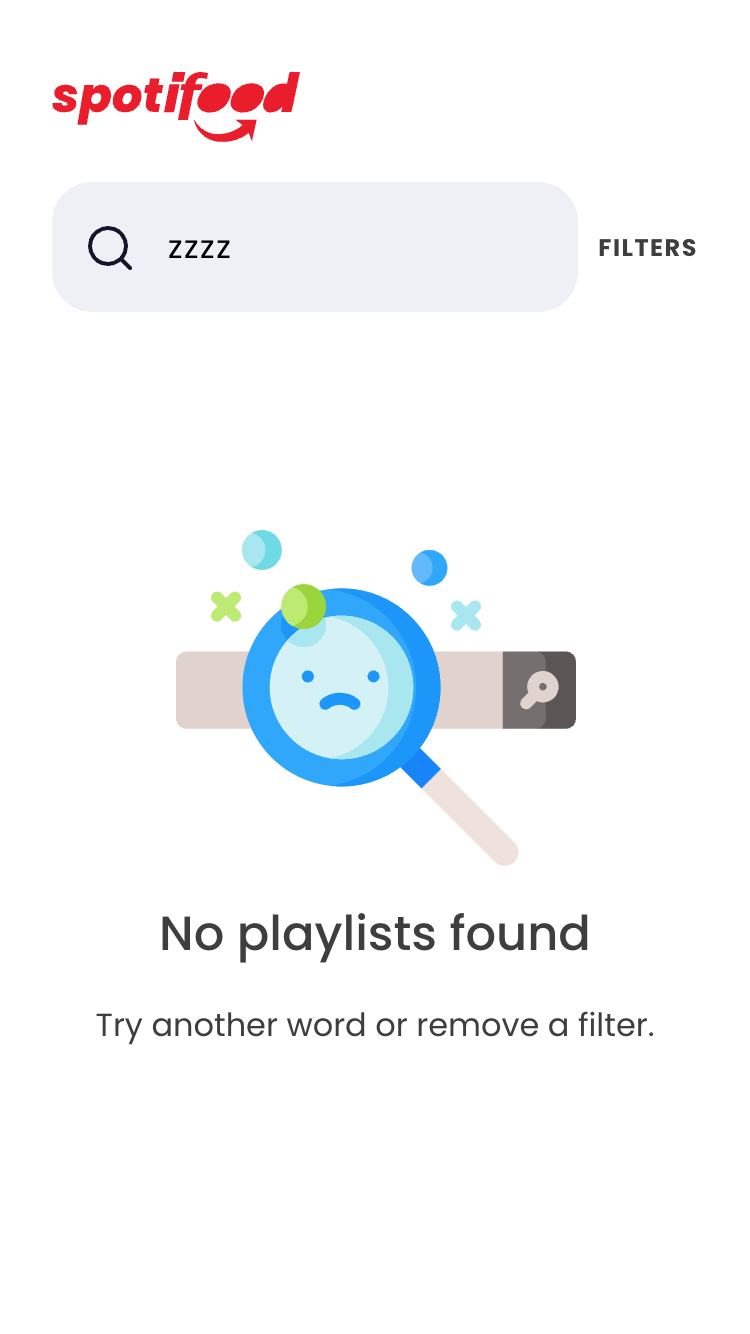 spotifood
zzzz
FILTERS
No playlists found
Try another word or remove a filter.